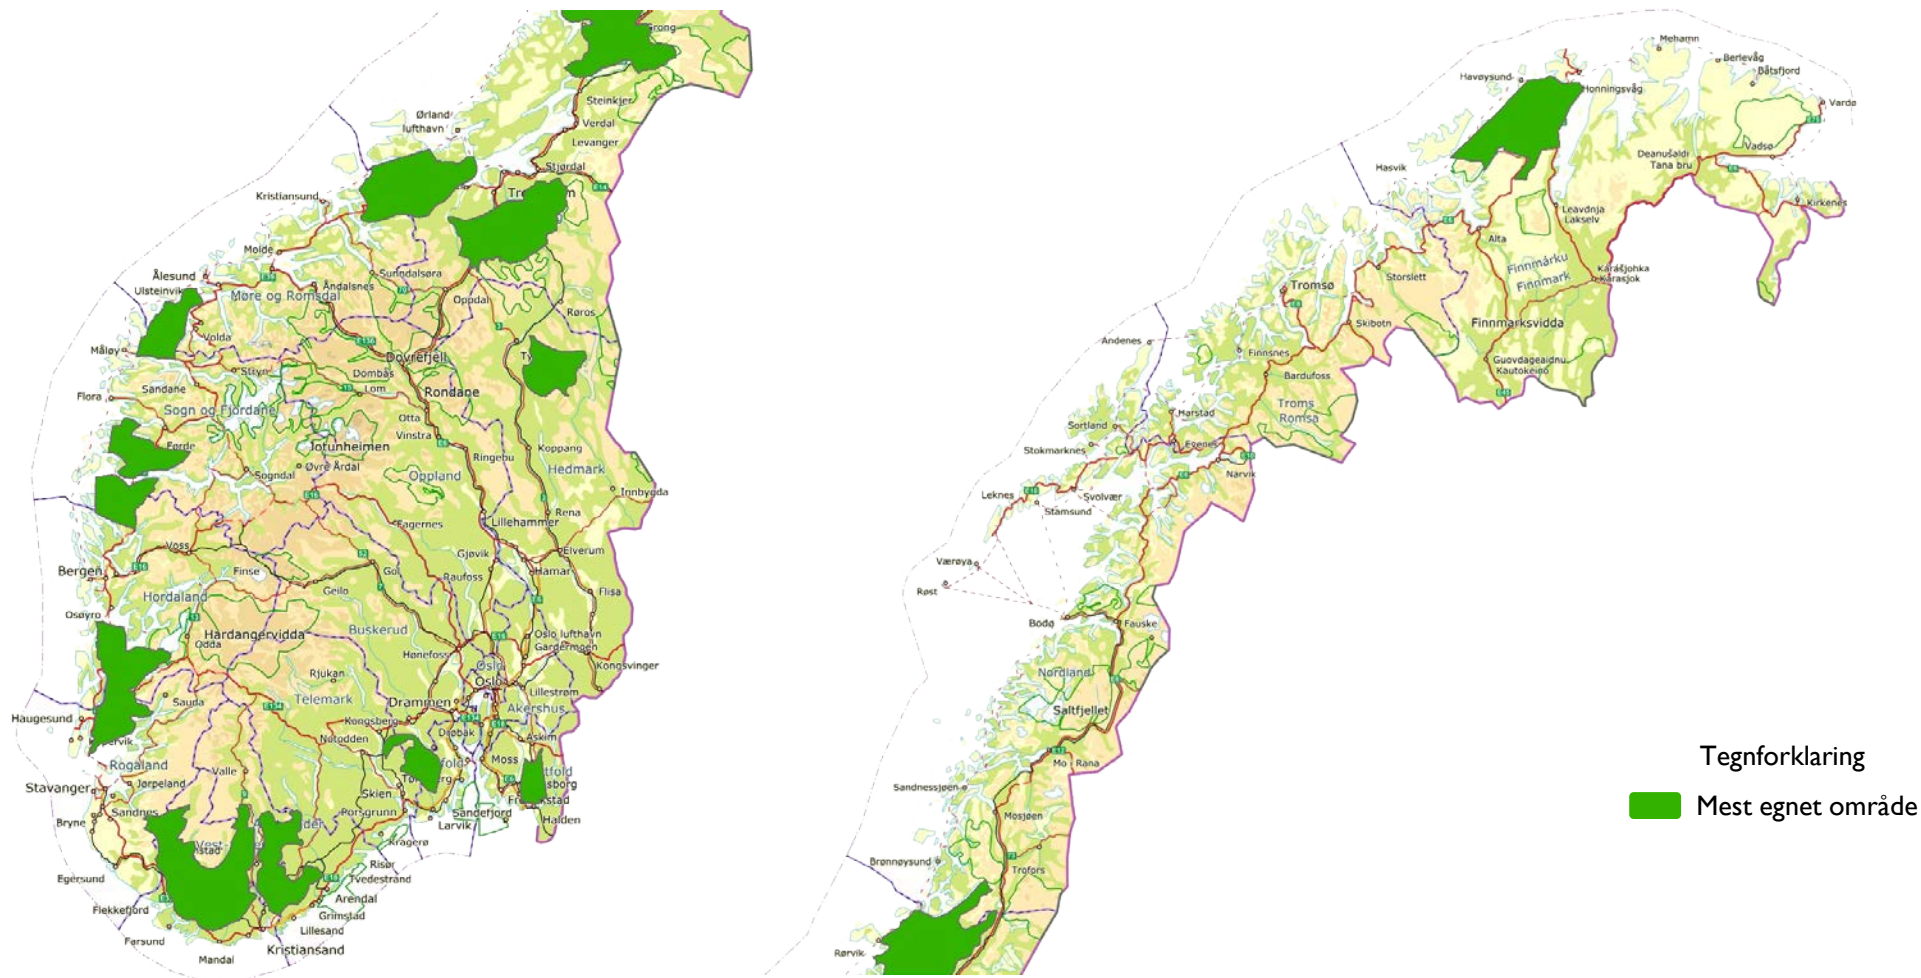 Grong
Steinkjer
Ørland
lufthavn
Verdal
Levanger
Stjørdal
E14
Kristiansund
Molde
Ålesund
Ulsteinvik
Sunndalsøra
Åndalsnes
Møre og Romsdal
Oppdal
Røros
Volda
E136
Måløy
Dovrefjell
Stryn
Dombås
Lom
Rondane
Sandane
Flora
Sogn og Fjordane
Otta
Vinstra
Førde
Jotunheimen
Ringebu
Koppang
Hedmark
Øvre Årdal
Sogndal
Oppland
E16
Innbygda
Fagernes
Lillehammer
Rena
Voss
Gjøvik
Elverum
Bergen
E16
Finse
Gol
Raufoss
Hamar
Geilo
Flisa
Hordaland
Osøyro
Hardangervidda
Buskerud
Oslo lufthavn
Gardermoen
Odda
Hønefoss
Oslo
Kongsvinger
Rjukan
Oslo
Lillestrøm
Telemark
Drammen
Akershus
Sauda
E134
Haugesund
Kongsberg
Notodden
Drøbak
Askim
Rogaland
Valle
Moss
Stavanger
Jørpeland
Skien
Sandnes
Porsgrunn
Sandefjord
Bryne
Larvik
Halden
Kragerø
Risør
Egersund
Tvedestrand
Arendal
Flekkefjord
Grimstad
Lillesand
Farsund
Kristiansand
Mandal
Mehamn
Berlevåg
Båtsfjord
Havøysund
Honningsvåg
Vardø
Vadsø
Deanušaldi
Tana bru
Hasvik
Kirkenes
Leavdnja
Lakselv
Alta
Finnmárku
Finnmark
Kárášjohka
Karasjok
Storslett
Tromsø
Skibotn
Finnmarksvidda
Andenes
Finnsnes
Guovdageaidnu
Kautokeino
Bardufoss
Troms
Romsa
Harstad
Sortland
Evenes
Stokmarknes
Narvik
Leknes
Svolvær
Stamsund
Værøya
Røst
Bodø
Fauske
Nordland
Saltfjellet
Mo i Rana
Sandnessjøen
Mosjøen
Brønnøysund
Trofors
Rørvik
Tegnforklaring
Mest egnet område